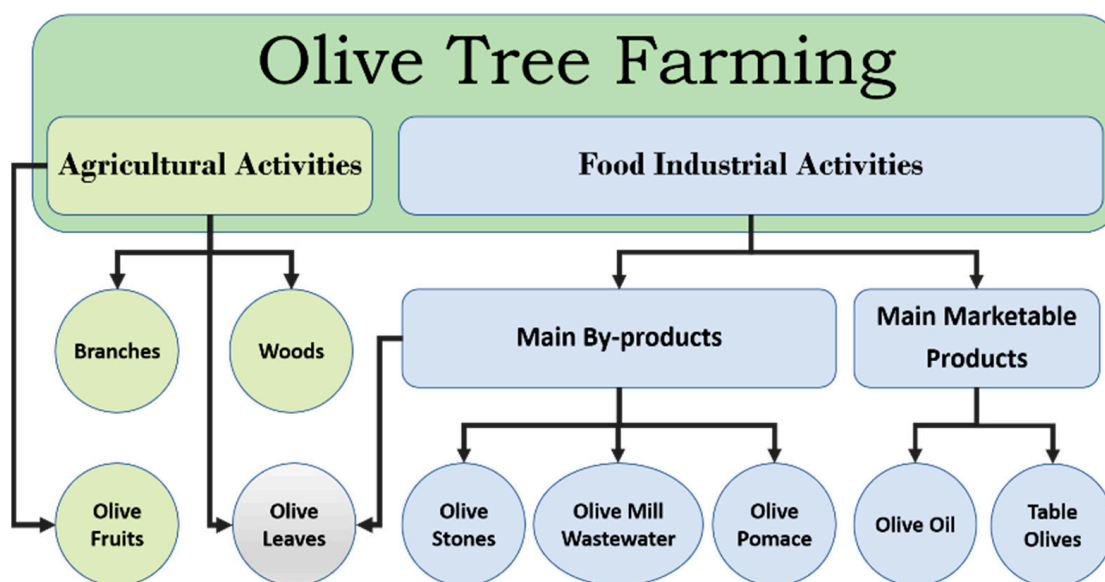 Olive Tree Farming
Agricultural Activities
Food Industrial Activities
Branches
Woods
Main By-products
Main Marketable
Products
Olive
Fruits
Olive
Leaves
Olive
Stones
Olive Mill
Wastewater
Olive
Pomace
Olive Oil
Table
Olives